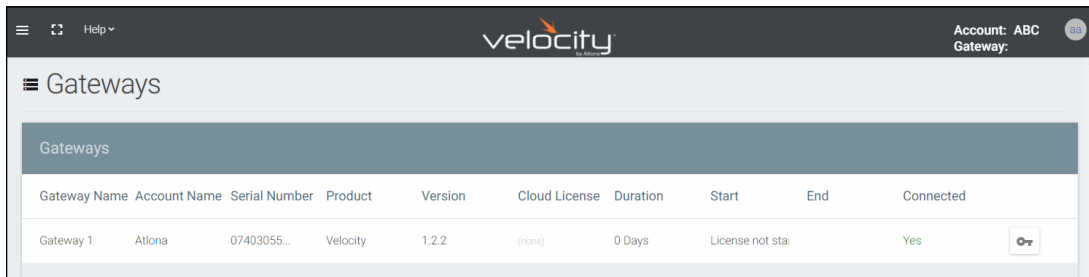 Help
velocity
by Atlona
Account: ABC
Gateway:
aa
Gateways
Gateways
Gateway Name Account Name Serial Number Product Version Cloud License Duration Start End Connected
Gateway 1 Atlona 07403055... Velocity 1.2.2 (none) 0 Days License not sta Yes